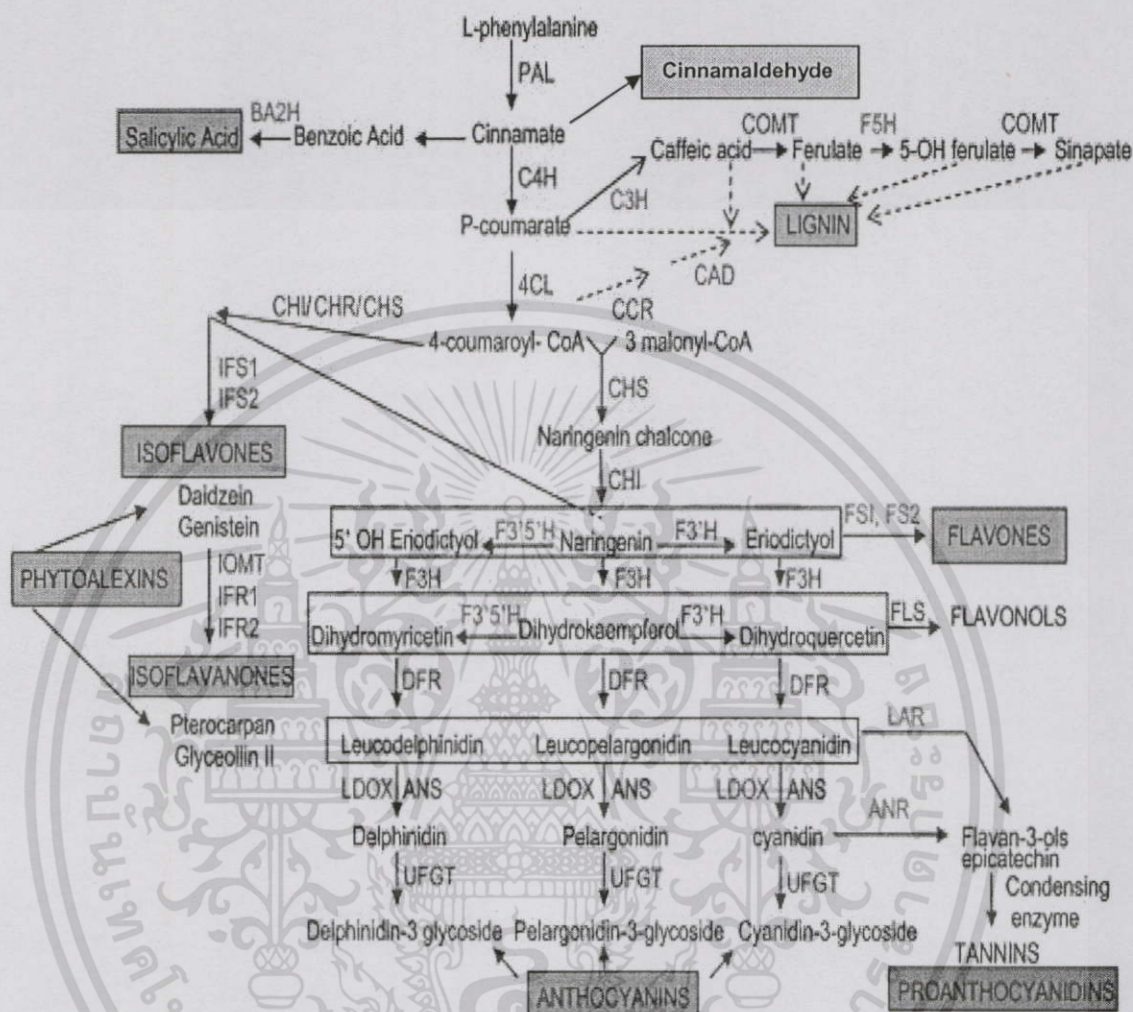 L-phenylalanine
PAL
Cinnamaldehyde
BA2H
Salicylic Acid
Benzoic Acid
Cinnamate
COMT
F5H
COMT
Caffeic acid
Ferulate
5-OH ferulate
Sinapate
C4H
C3H
P-coumarate
LIGNIN
4CL
CAD
CHI/CHR/CHS
CCR
4-coumaroyl- CoA
3 malonyl-CoA
IFS1
IFS2
CHS
Naringenin chalcone
ISOFLAVONES
CHI
Daidzein
Genistein
FSI, FS2
FLAVONES
5' OH Eriodictyol
F3'5'H
Naringenin
F3'H
Eriodictyol
PHYTOALEXINS
IOMT
IFR1
IFR2
F3H
F3H
F3H
Dihydromyricetin
F3'5'H
Dihydrokaempferol
F3'H
Dihydroquercetin
FLS
FLAVONOLS
ISOFLAVANONES
DFR
DFR
DFR
Pterocarpan
Glyceollin II
LAR
Leucodelphinidin
Leucopelargonidin
Leucocyanidin
LDOX
ANS
LDOX
ANS
LDOX
ANS
Delphinidin
Pelargonidin
cyanidin
ANR
Flavan-3-ols
epicatechin
UFGT
UFGT
UFGT
Condensing
enzyme
Delphinidin-3 glycoside
Pelargonidin-3-glycoside
Cyanidin-3-glycoside
TANNINS
ANTHOCYANINS
PROANTHOCYANIDINS